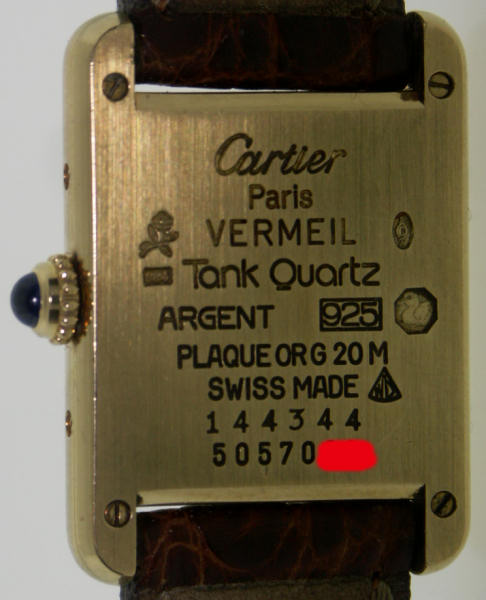 Cartier
Paris
VERMEIL
Tank Quartz
ARGENT 925
PLAQUE OR G 20 M
SWISS MADE
144344
50570